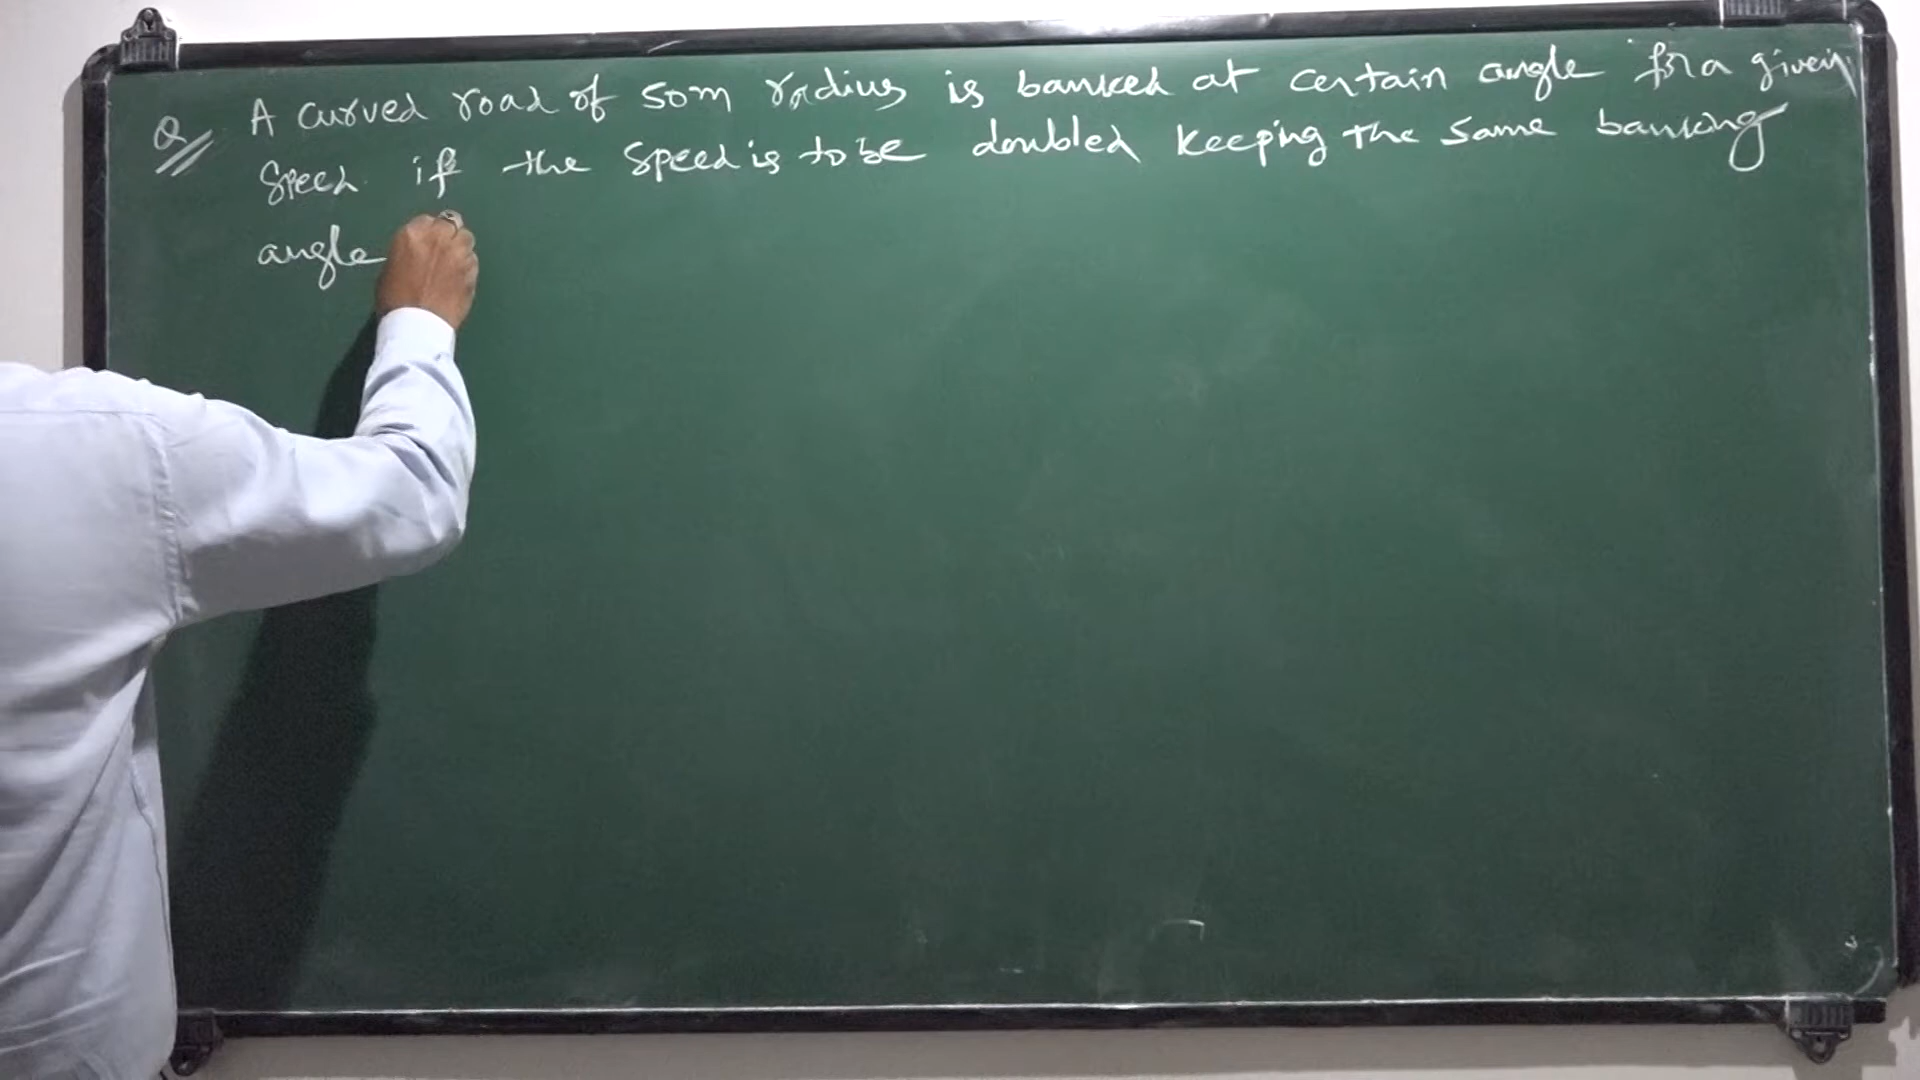 Q A curved road of 50m radius is banked at certain angle for a given
Speed. if the speed is to be doubled keeping the same banking
angle